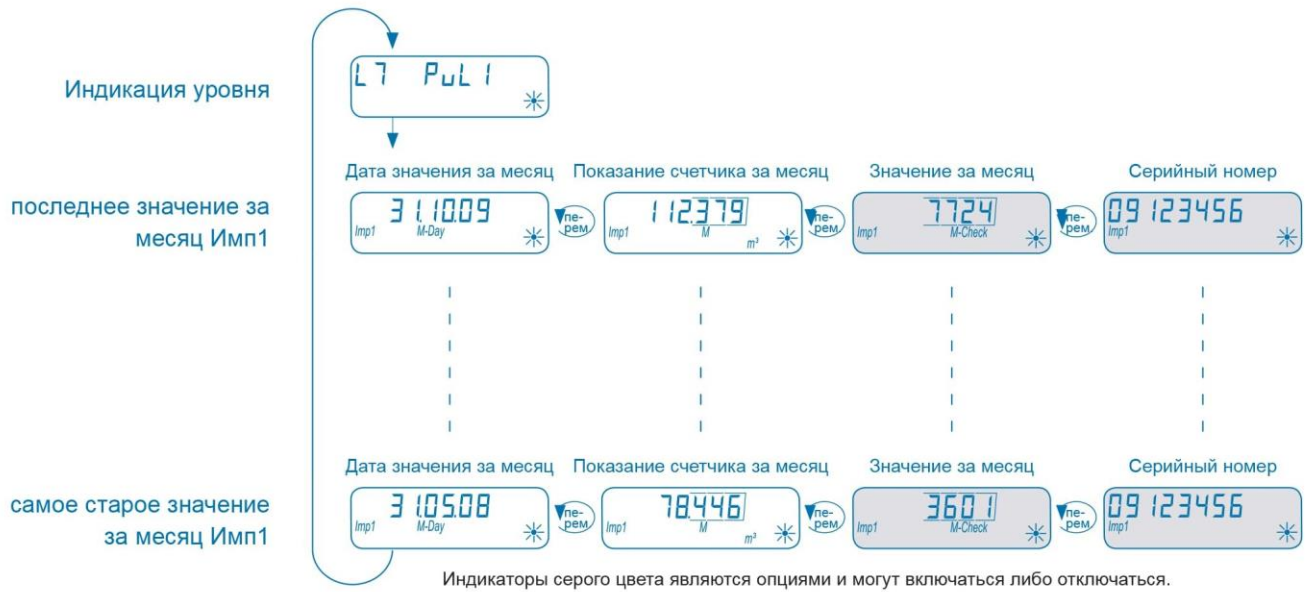 L7 PuL1
Индикация уровня
Дата значения за месяц Показание счетчика за месяц Значение за месяц Серийный номер
последнее значение за
месяц Имп1
31.10.09
Imp1 M-Day
пе-
рем
112.379
Imp1 M m³
пе-
рем
7724
Imp1 M-Check
пе-
рем
09123456
Imp1
Дата значения за месяц Показание счетчика за месяц Значение за месяц Серийный номер
самое старое значение
за месяц Имп1
31.05.08
Imp1 M-Day
пе-
рем
78.446
Imp1 M m³
пе-
рем
3601
Imp1 M-Check
пе-
рем
09123456
Imp1
Индикаторы серого цвета являются опциями и могут включаться либо отключаться.